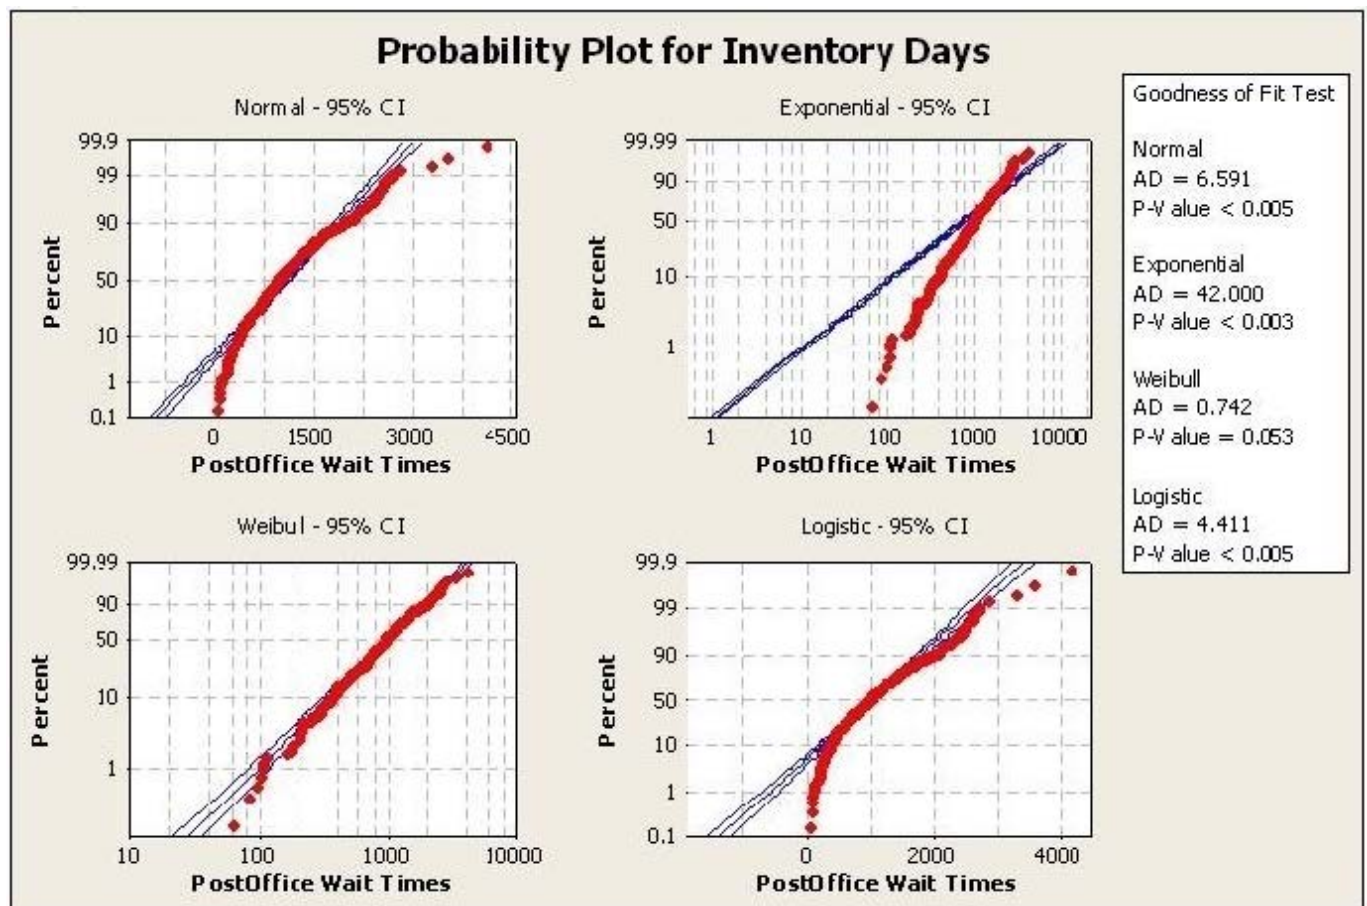 Probability Plot for Inventory Days
Normal - 95% CI
99.9
99
90
50
10
1
0.1
Percent
0 1500 3000 4500
PostOffice Wait Times
Exponential - 95% CI
99.99
90
50
10
1
Percent
1 10 100 1000 10000
PostOffice Wait Times
Goodness of Fit Test
Normal
AD = 6.591
P-Value < 0.005
Exponential
AD = 42.000
P-Value < 0.003
Weibull
AD = 0.742
P-Value = 0.053
Logistic
AD = 4.411
P-Value < 0.005
Weibul - 95% CI
99.99
90
50
10
1
Percent
10 100 1000 10000
PostOffice Wait Times
Logistic - 95% CI
99.9
99
90
50
10
1
0.1
Percent
0 2000 4000
PostOffice Wait Times